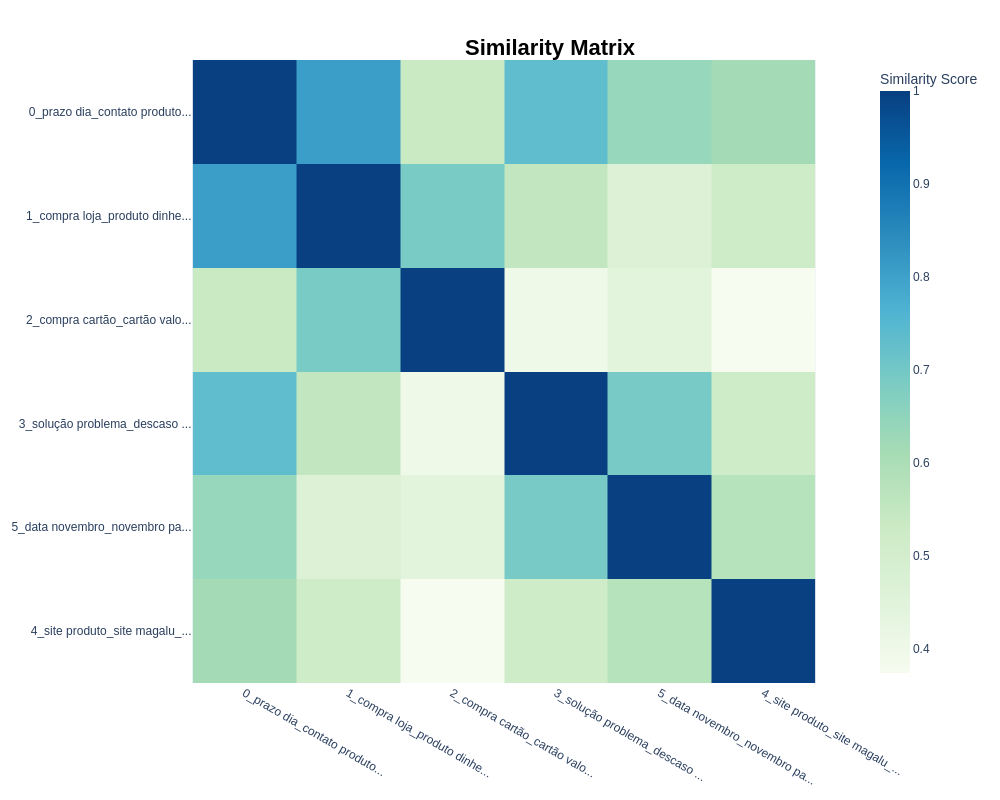 Similarity Matrix
Similarity Score
1
0.9
0.8
0.7
0.6
0.5
0.4
0_prazo dia_contato produto...
1_compra loja_produto dinhe...
2_compra cartão_cartão valo...
3_solução problema_descaso ...
5_data novembro_novembro pa...
4_site produto_site magalu_...
0_prazo dia_contato produto...
1_compra loja_produto dinhe...
2_compra cartão_cartão valo...
3_solução problema_descaso ...
5_data novembro_novembro pa...
4_site produto_site magalu_...